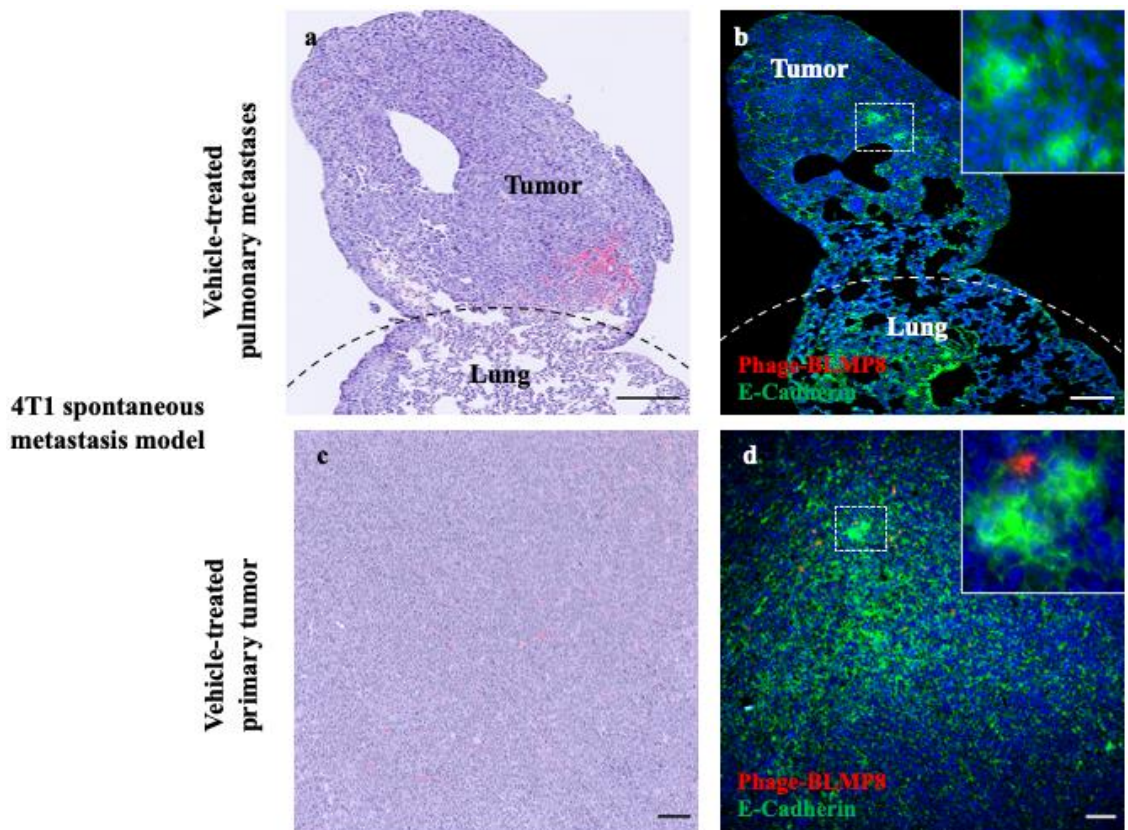 a
Tumor
Lung
b
Tumor
Lung
Phage-BLMP8
E-Cadherin
Vehicle-treated
pulmonary metastases
4T1 spontaneous
metastasis model
Vehicle-treated
primary tumor
c
d
Phage-BLMP8
E-Cadherin